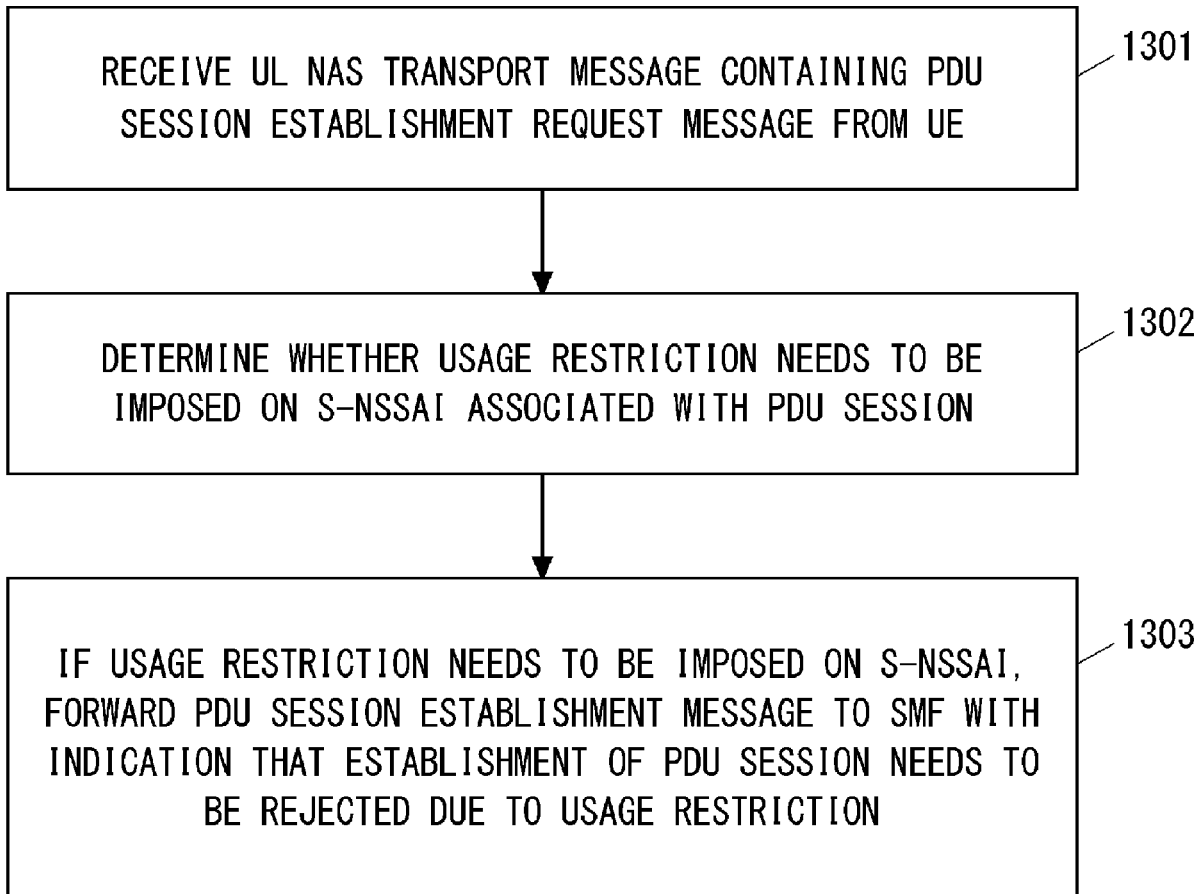 RECEIVE UL NAS TRANSPORT MESSAGE CONTAINING PDU
SESSION ESTABLISHMENT REQUEST MESSAGE FROM UE
1301
DETERMINE WHETHER USAGE RESTRICTION NEEDS TO BE
IMPOSED ON S-NSSAI ASSOCIATED WITH PDU SESSION
1302
IF USAGE RESTRICTION NEEDS TO BE IMPOSED ON S-NSSAI,
FORWARD PDU SESSION ESTABLISHMENT MESSAGE TO SMF WITH
INDICATION THAT ESTABLISHMENT OF PDU SESSION NEEDS TO
BE REJECTED DUE TO USAGE RESTRICTION
1303